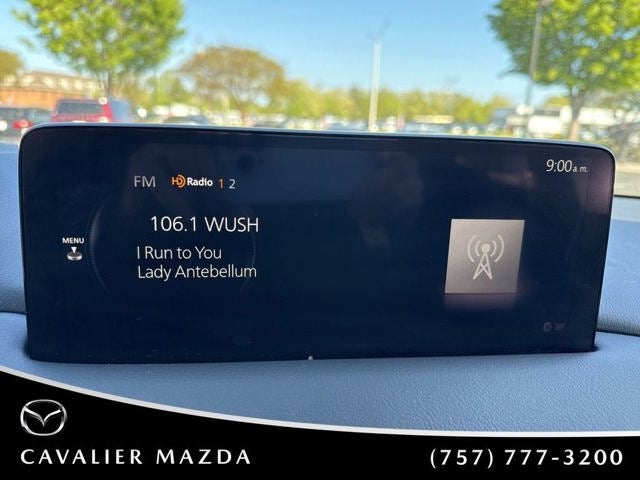 9:00 a.m.
FM HD Radio 1 2
106.1 WUSH
MENU
I Run to You
Lady Antebellum
CAVALIER MAZDA (757) 777-3200